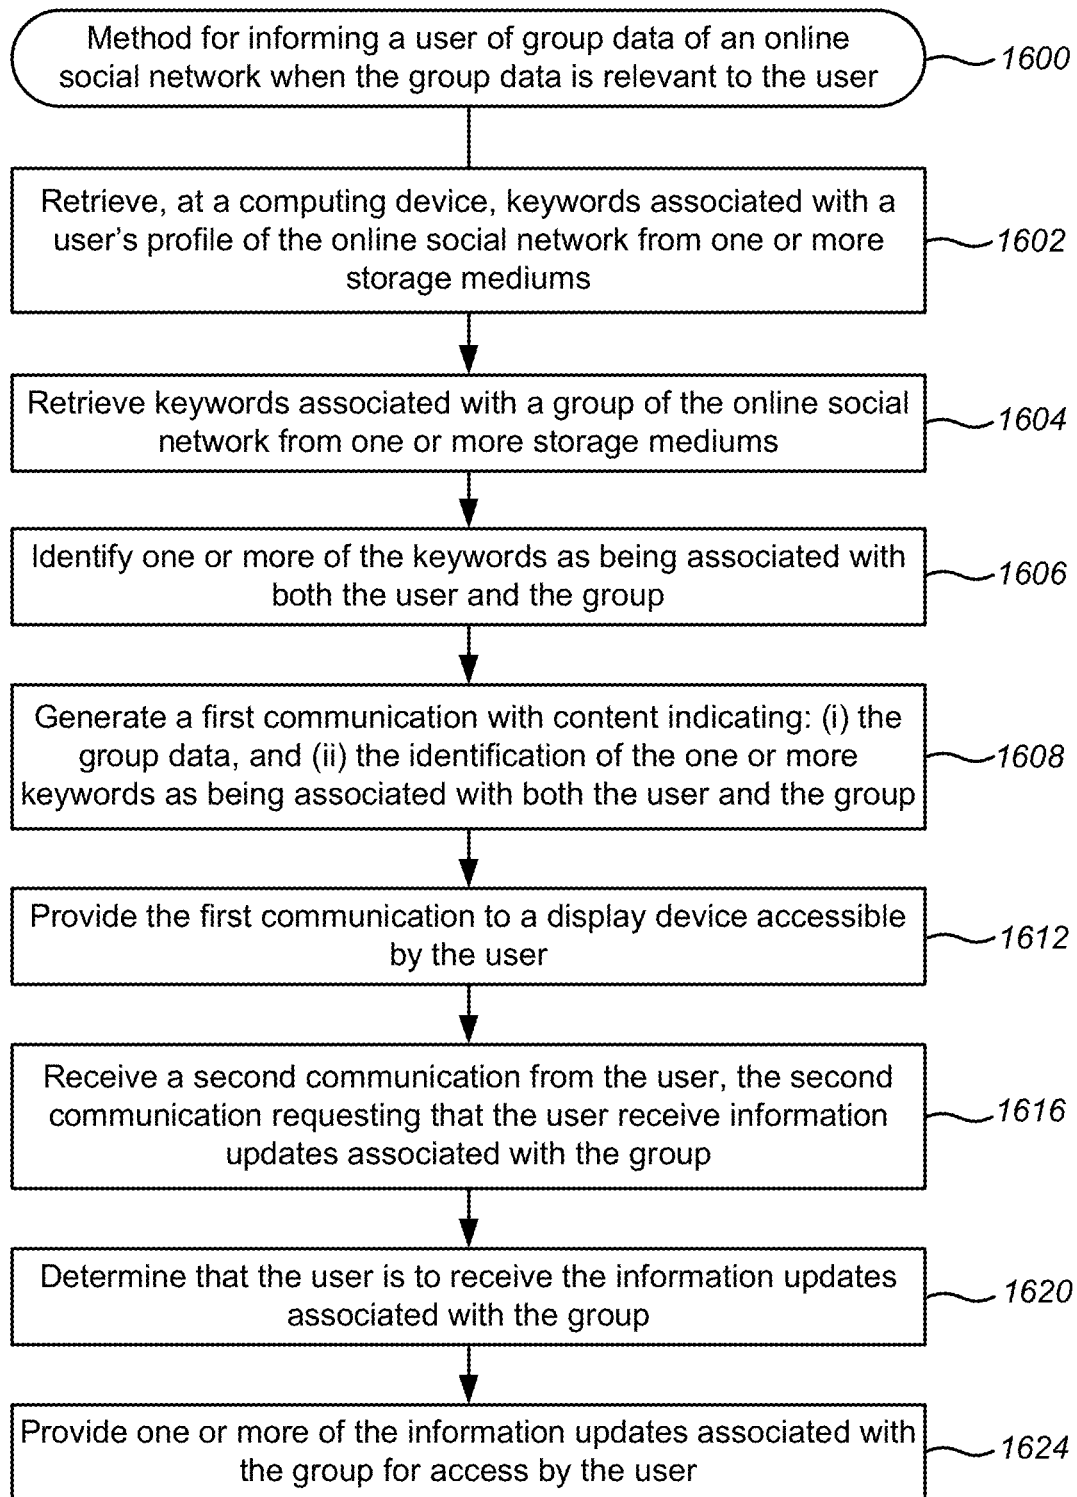 Method for informing a user of group data of an online
social network when the group data is relevant to the user
1600
Retrieve, at a computing device, keywords associated with a
user's profile of the online social network from one or more
storage mediums
1602
Retrieve keywords associated with a group of the online social
network from one or more storage mediums
1604
Identify one or more of the keywords as being associated with
both the user and the group
1606
Generate a first communication with content indicating: (i) the
group data, and (ii) the identification of the one or more
keywords as being associated with both the user and the group
1608
Provide the first communication to a display device accessible
by the user
1612
Receive a second communication from the user, the second
communication requesting that the user receive information
updates associated with the group
1616
Determine that the user is to receive the information updates
associated with the group
1620
Provide one or more of the information updates associated with
the group for access by the user
1624